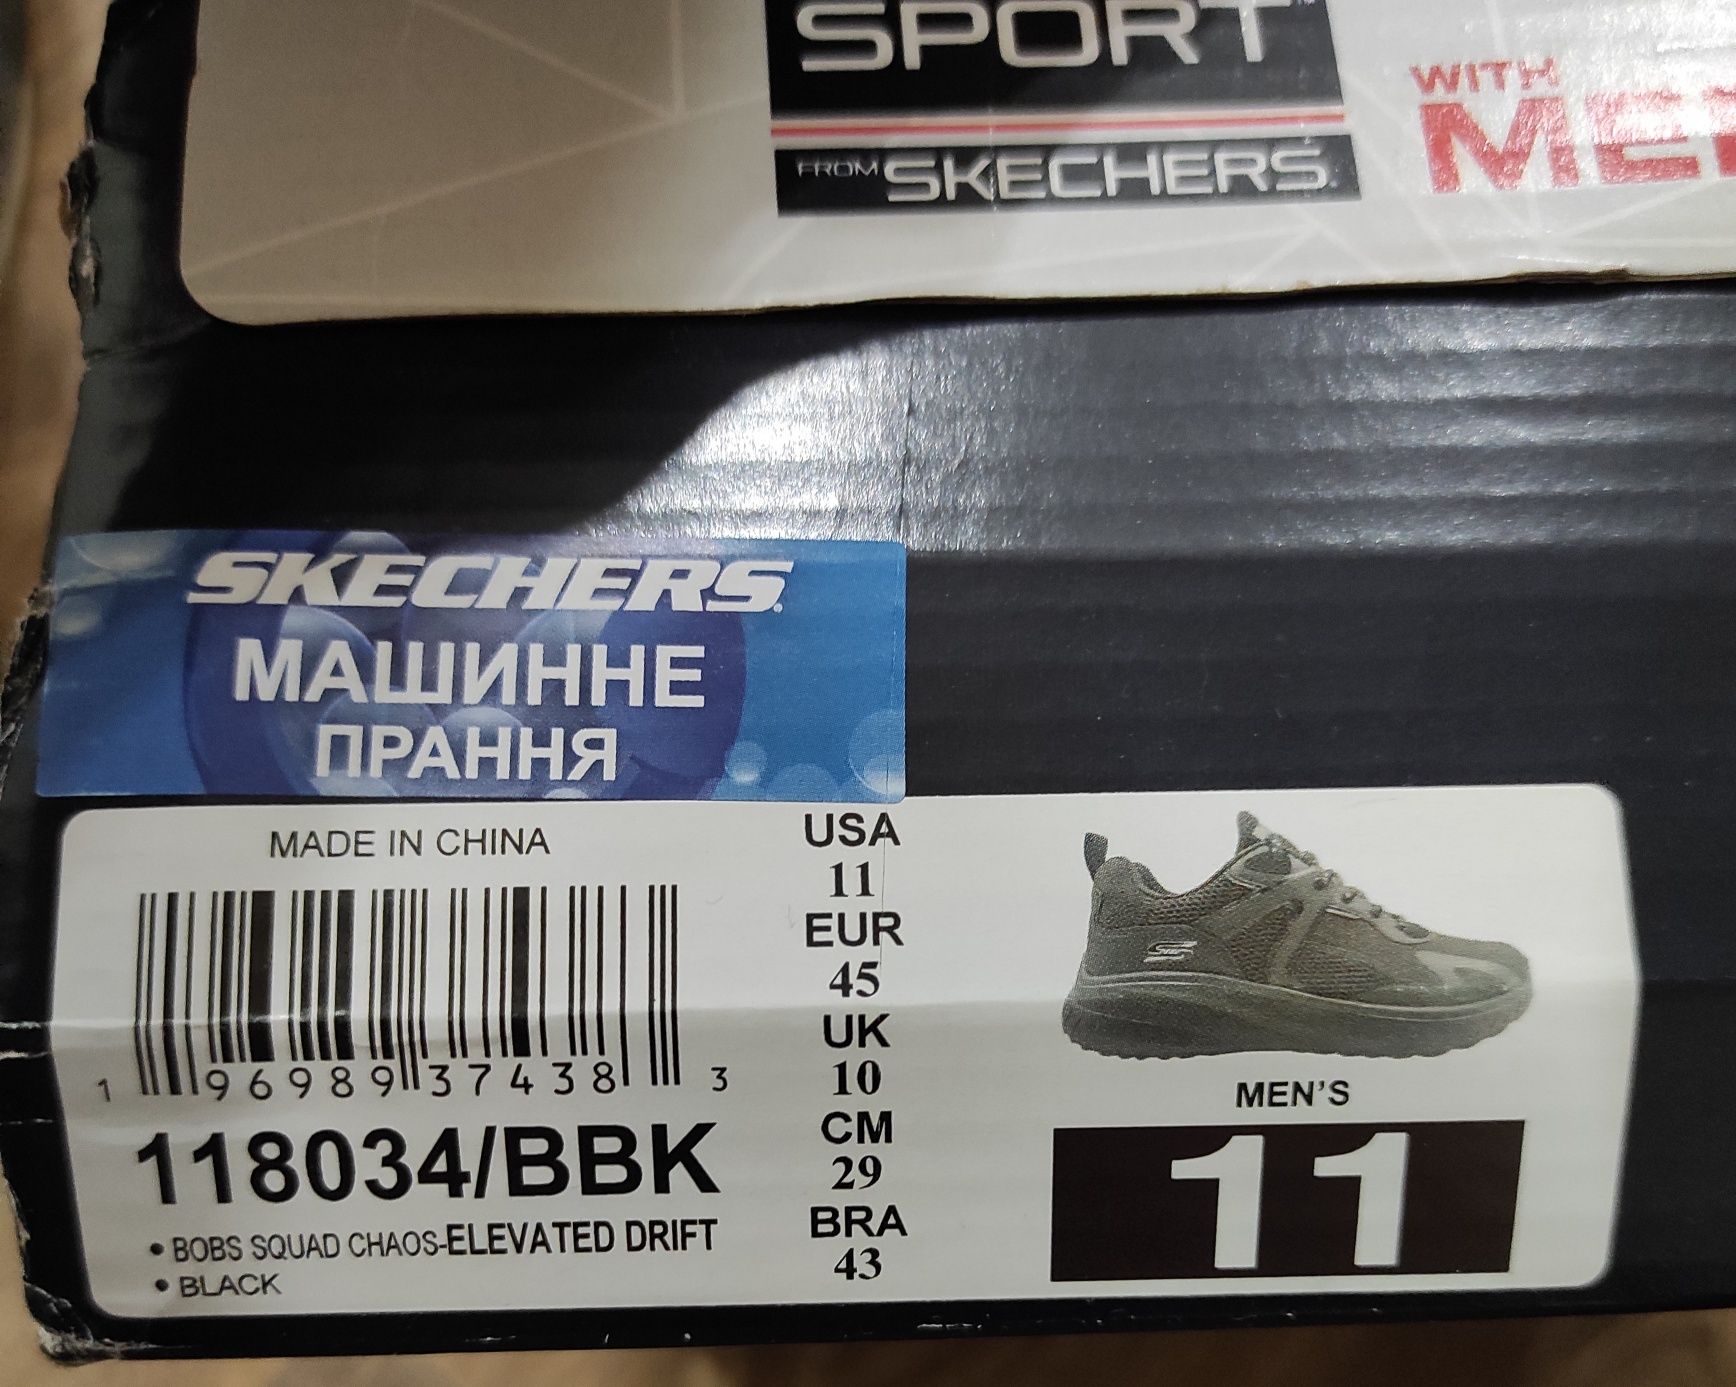 SPORT
FROM SKECHERS.
WITH
SKECHERS.
МАШИННЕ
ПРАННЯ
MADE IN CHINA
1 96989 37438 3
118034/BBK
• BOBS SQUAD CHAOS-ELEVATED DRIFT
• BLACK
USA
11
EUR
45
UK
10
CM
29
BRA
43
MEN'S
11